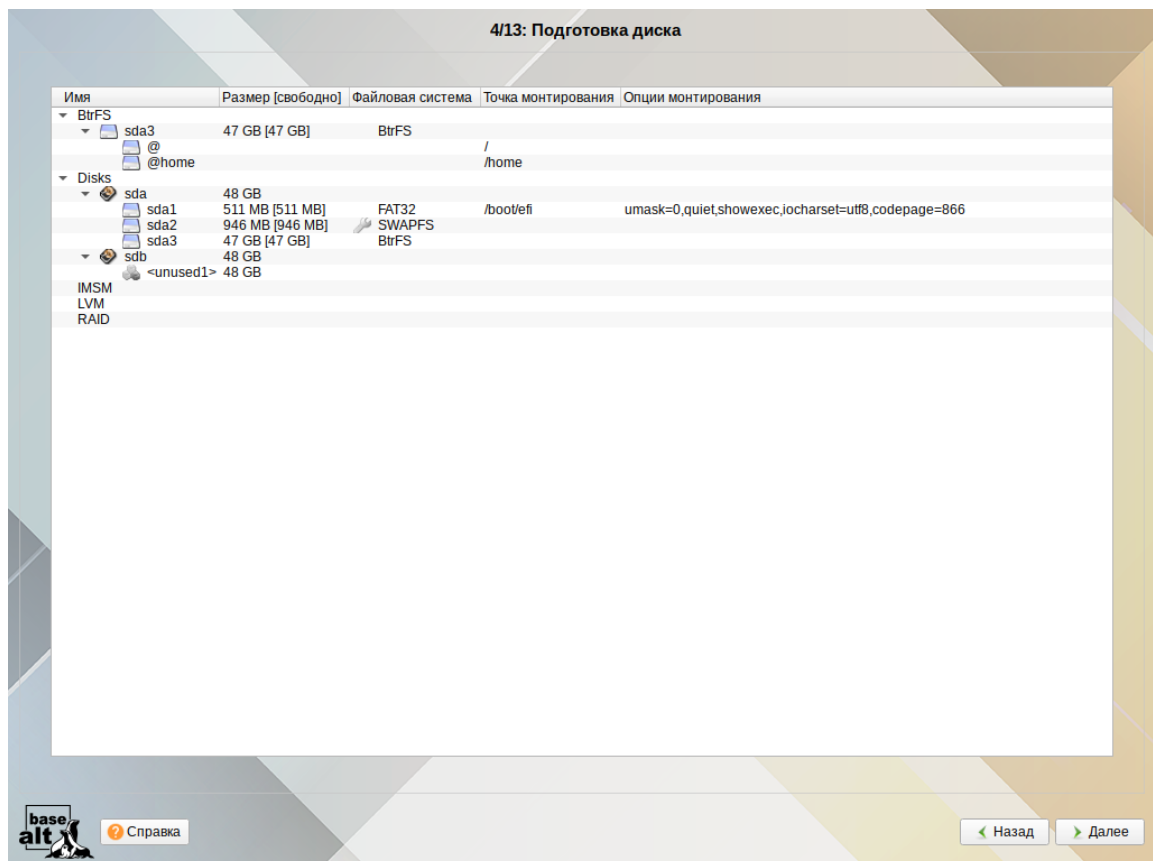 4/13: Подготовка диска
Имя Размер [свободно] Файловая система Точка монтирования Опции монтирования
BtrFS
sda3 47 GB [47 GB] BtrFS
@ /
@home /home
Disks
sda 48 GB
sda1 511 MB [511 MB] FAT32 /boot/efi umask=0,quiet,showexec,iocharset=utf8,codepage=866
sda2 946 MB [946 MB] SWAPFS
sda3 47 GB [47 GB] BtrFS
sdb 48 GB
<unused1> 48 GB
IMSM
LVM
RAID
base
alt
Справка Назад Далее